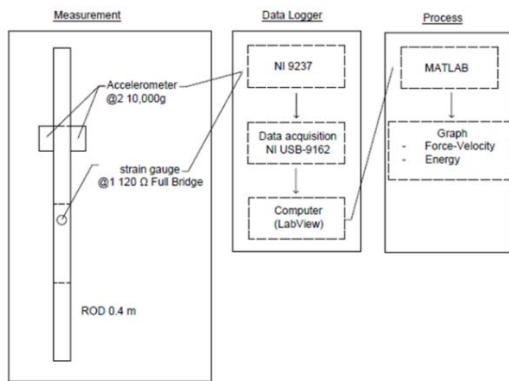 Measurement
Accelerometer
@2 10,000g
strain gauge
@1 120 Ω Full Bridge
ROD 0.4 m
Data Logger
NI 9237
Data acquisition
NI USB-9162
Computer
(LabView)
Process
MATLAB
Graph
- Force-Velocity
- Energy